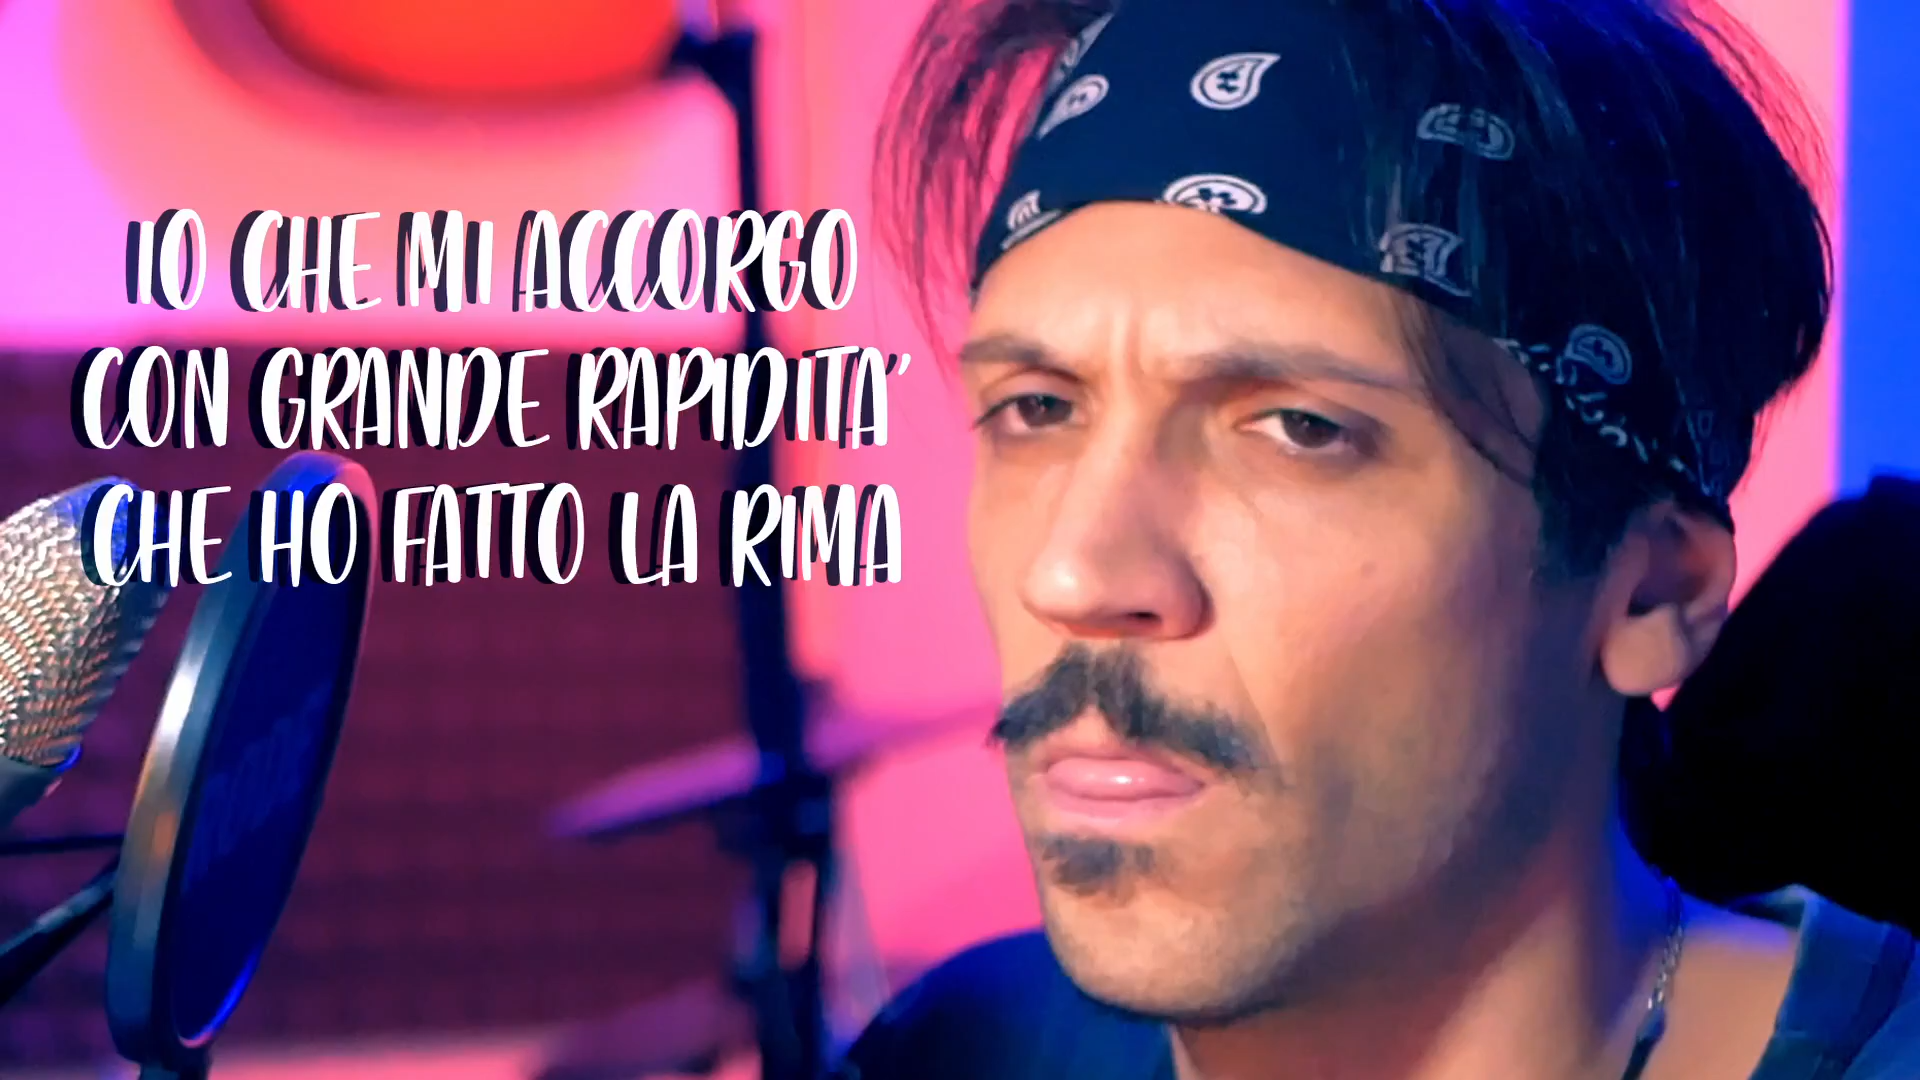 IO CHE MI ACCORGO
CON GRANDE RAPIDITA"
CHE HO FATTO LA RIMA